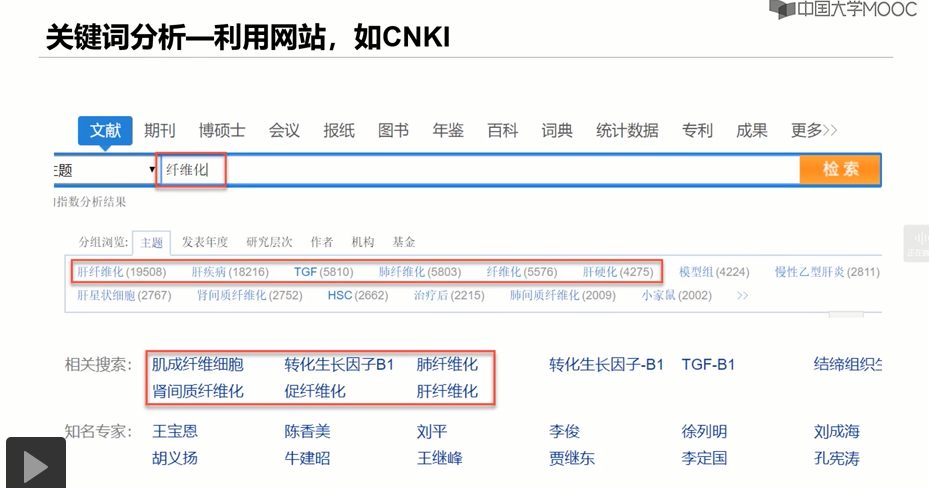 中国大学MOOC
关键词分析—利用网站，如CNKI
文献 期刊 博硕士 会议 报纸 图书 年鉴 百科 词典 统计数据 专利 成果 更多>>
主题 纤维化 检索
指数分析结果
分组浏览: 主题 发表年度 研究层次 作者 机构 基金
肝纤维化(19508) 肝疾病(18216) TGF(5810) 肺纤维化(5803) 纤维化(5576) 肝硬化(4275) 模型组(4224) 慢性乙型肝炎(2811)
肝星状细胞(2767) 肾间质纤维化(2752) HSC(2662) 治疗后(2215) 肺间质纤维化(2009) 小家鼠(2002) >>
相关搜索: 肌成纤维细胞 转化生长因子B1 肺纤维化 转化生长因子-B1 TGF-B1 结缔组织生
肾间质纤维化 促纤维化 肝纤维化
知名专家: 王宝恩 陈香美 刘平 李俊 徐列明 刘成海
胡义扬 牛建昭 王继峰 贾继东 李定国 孔宪涛